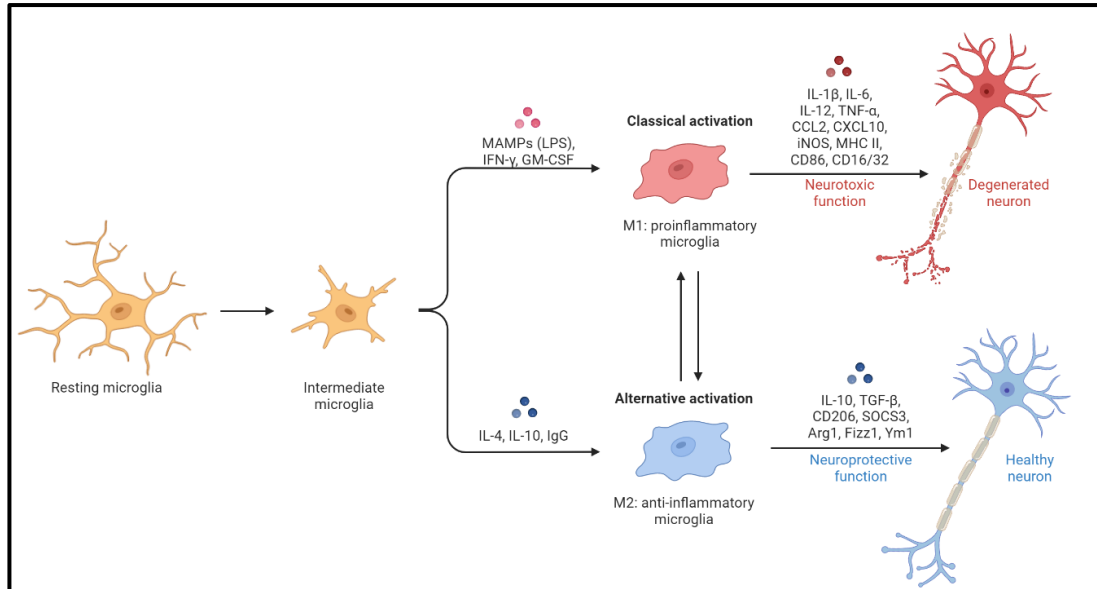 Resting microglia
Intermediate
microglia
MAMPs (LPS),
IFN-γ, GM-CSF
Classical activation
M1: proinflammatory
microglia
IL-1β, IL-6,
IL-12, TNF-α,
CCL2, CXCL10,
iNOS, MHC II,
CD86, CD16/32
Neurotoxic
function
Degenerated
neuron
IL-4, IL-10, IgG
Alternative activation
M2: anti-inflammatory
microglia
IL-10, TGF-β,
CD206, SOCS3,
Arg1, Fizz1, Ym1
Neuroprotective
function
Healthy
neuron